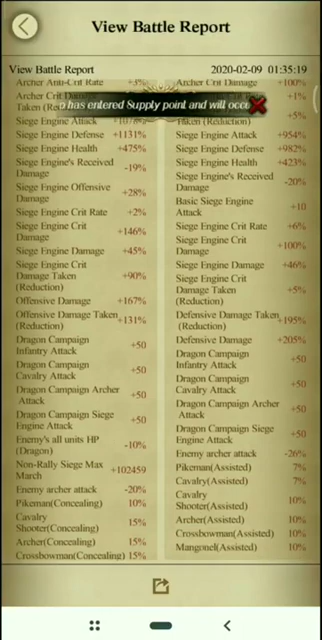 View Battle Report
View Battle Report
2020-02-09 01:35:19
Archer Anti-Crit Rate +3%
Archer Crit
Taken
has entered Supply point and will occu
Siege Engine Attack +1078%
Siege Engine Defense +1131%
Siege Engine Health +475%
Siege Engine's Received
Damage -19%
Siege Engine Offensive
Damage +28%
Siege Engine Crit Rate +2%
Siege Engine Crit
Damage +146%
Siege Engine Damage +45%
Siege Engine Crit
Damage Taken +90%
(Reduction)
Offensive Damage +167%
Offensive Damage Taken
(Reduction) +131%
Dragon Campaign
Infantry Attack +50
Dragon Campaign
Cavalry Attack +50
Dragon Campaign Archer
Attack +50
Dragon Campaign Siege
Engine Attack +50
Enemy's all units HP
(Dragon) -10%
Non-Rally Siege Max
March +102459
Enemy archer attack -20%
Pikeman(Concealing) 10%
Cavalry
Shooter(Concealing) 15%
Archer(Concealing) 15%
Crossbowman(Concealing) 15%
Archer Crit Damage +100%
+1%
Taken (Reduction) +5%
Siege Engine Attack +954%
Siege Engine Defense +982%
Siege Engine Health +423%
Siege Engine's Received
Damage -20%
Basic Siege Engine
Attack +10
Siege Engine Crit Rate +6%
Siege Engine Crit
Damage +100%
Siege Engine Damage +46%
Siege Engine Crit
Damage Taken +5%
(Reduction)
Defensive Damage Taken
(Reduction) +195%
Defensive Damage +205%
Dragon Campaign
Infantry Attack +50
Dragon Campaign
Cavalry Attack +50
Dragon Campaign Archer
Attack +50
Dragon Campaign Siege
Engine Attack +50
Enemy archer attack -26%
Pikeman(Assisted) 7%
Cavalry(Assisted) 7%
Cavalry
Shooter(Assisted) 10%
Archer(Assisted) 10%
Crossbowman(Assisted) 10%
Mangonel(Assisted) 10%